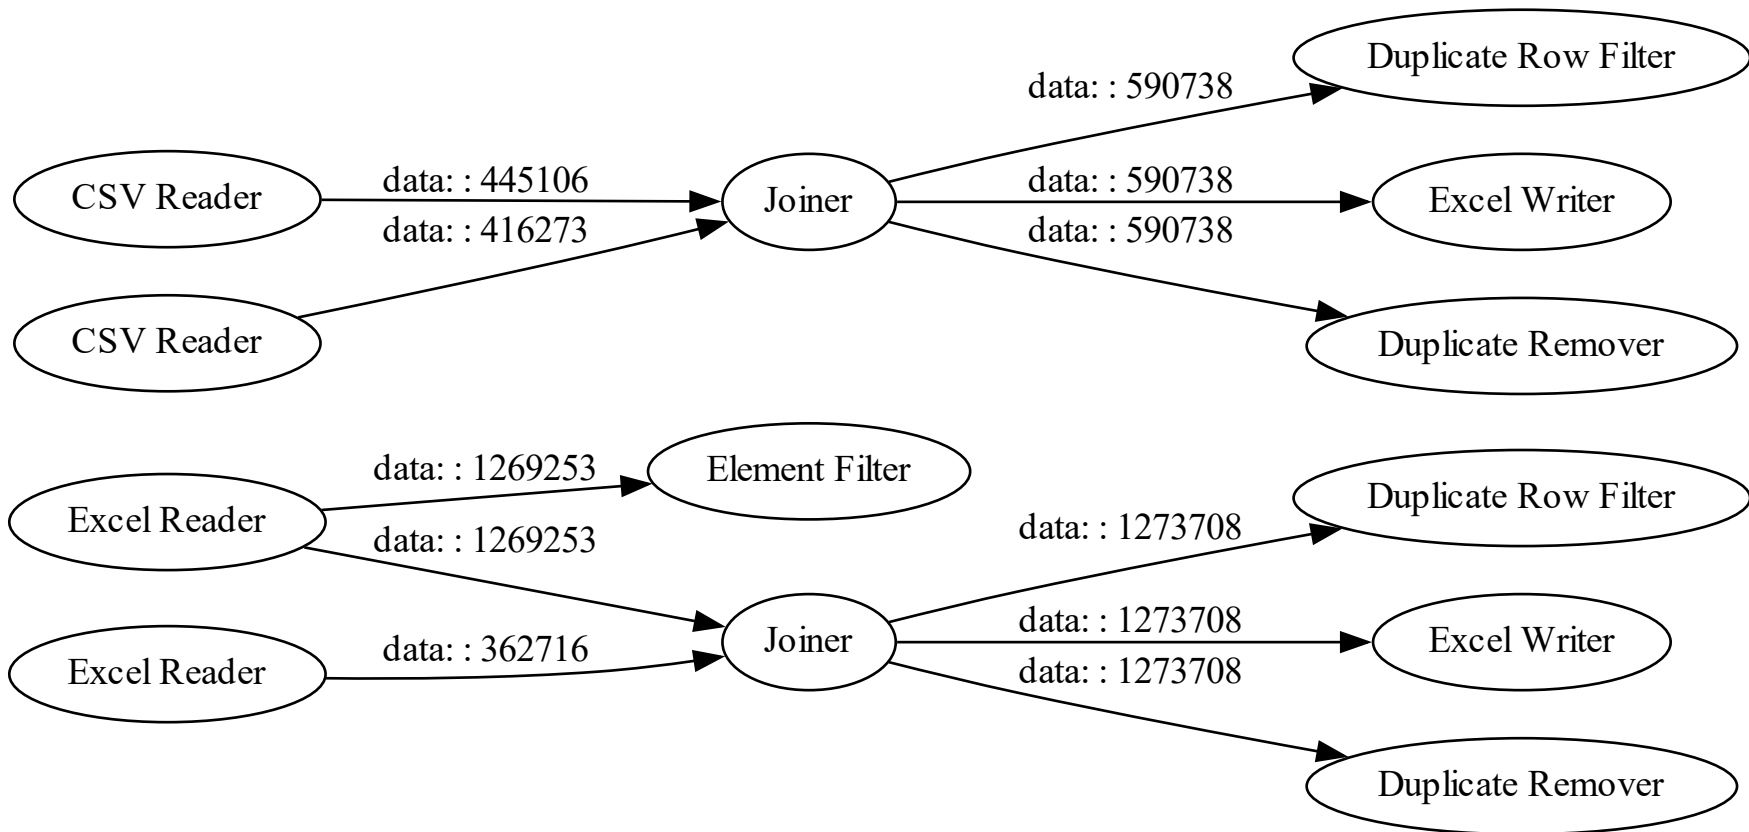 Duplicate Row Filter
data: : 590738
CSV Reader
data: : 445106
Joiner
data: : 590738
Excel Writer
data: : 416273
data: : 590738
CSV Reader
Duplicate Remover
Excel Reader
data: : 1269253
Element Filter
data: : 1269253
Duplicate Row Filter
data: : 1273708
Excel Reader
data: : 362716
Joiner
data: : 1273708
Excel Writer
data: : 1273708
Duplicate Remover